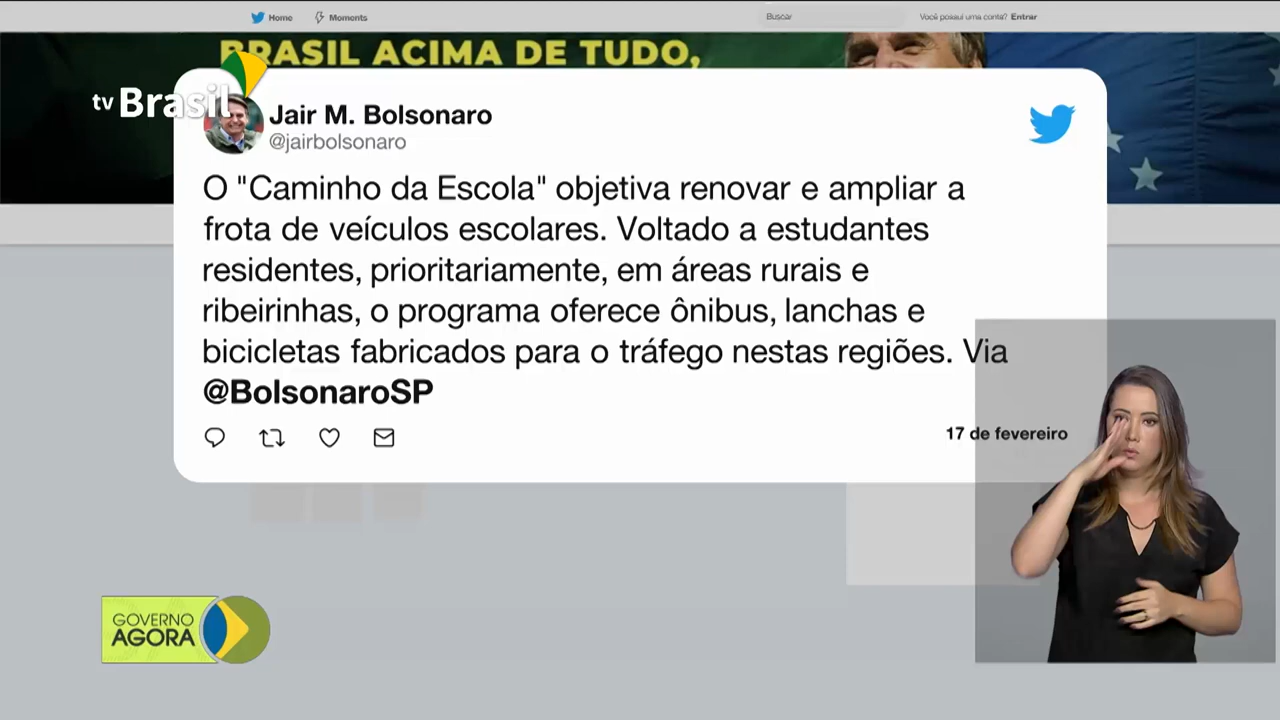 Home
Moments
Buscar
Você possui uma conta? Entrar
BRASIL ACIMA DE TUDO,
tv Brasil
Jair M. Bolsonaro
@jairbolsonaro
O "Caminho da Escola" objetiva renovar e ampliar a
frota de veículos escolares. Voltado a estudantes
residentes, prioritariamente, em áreas rurais e
ribeirinhas, o programa oferece ônibus, lanchas e
bicicletas fabricados para o tráfego nestas regiões. Via
@BolsonaroSP
17 de fevereiro
GOVERNO
AGORA